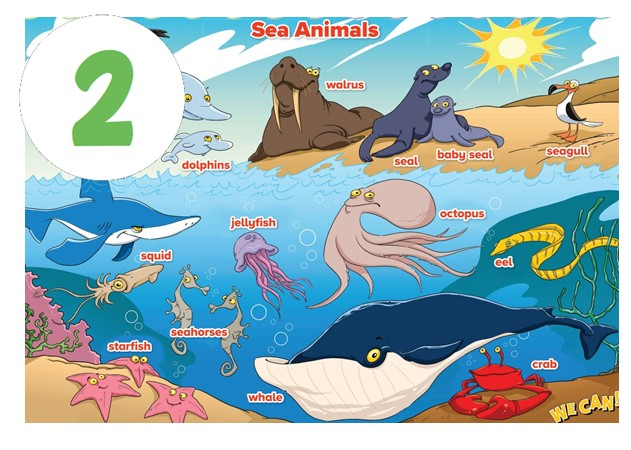 Sea Animals
2
walrus
dolphins
seal
baby seal
seagull
jellyfish
octopus
squid
eel
seahorses
starfish
crab
whale
WE CAN!